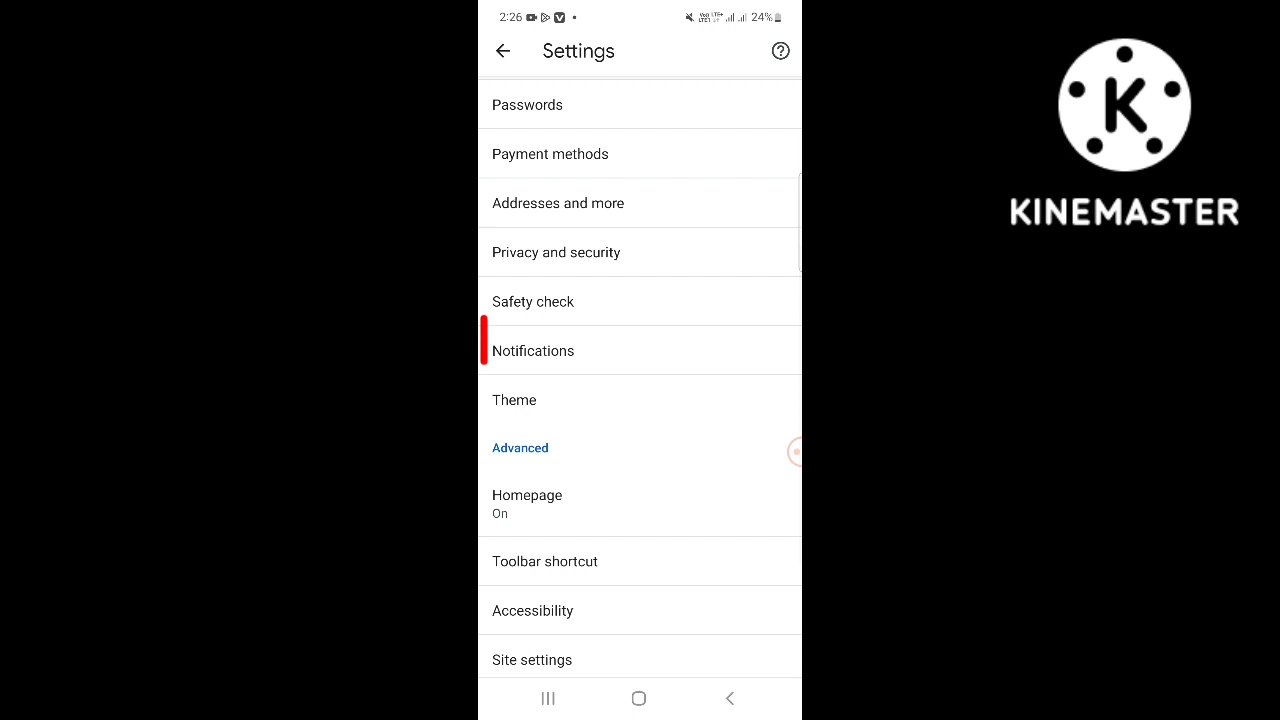 2:26
24%
Settings
Passwords
Payment methods
Addresses and more
Privacy and security
Safety check
Notifications
Theme
Advanced
Homepage
On
Toolbar shortcut
Accessibility
Site settings
K
KINEMASTER